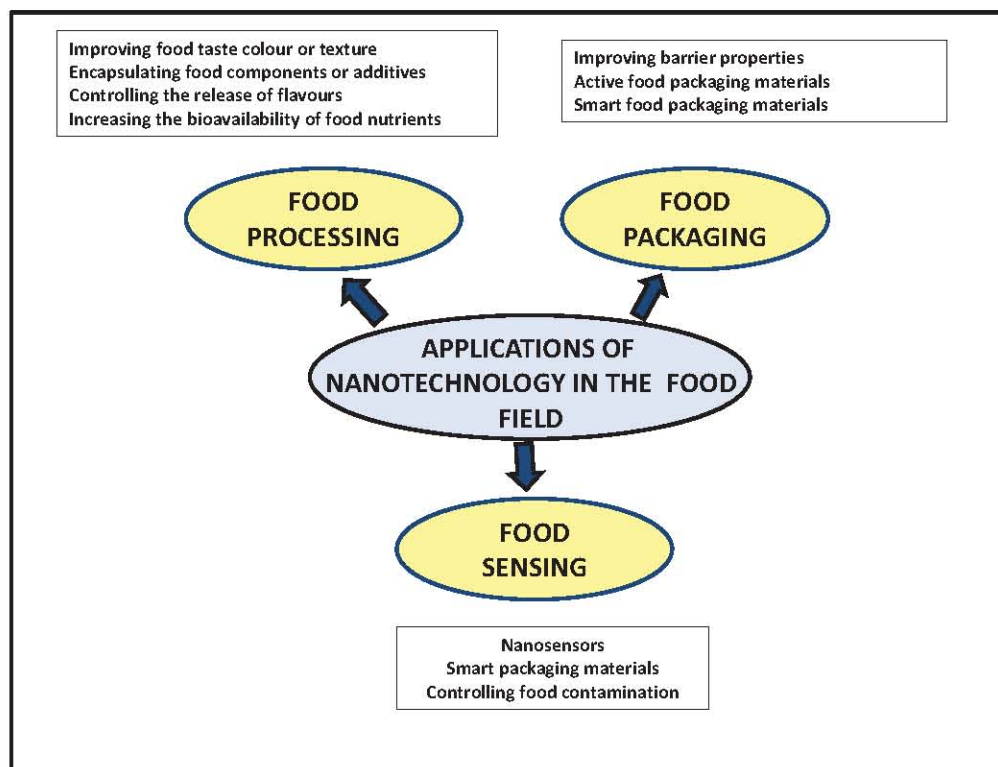 Improving food taste colour or texture
Encapsulating food components or additives
Controlling the release of flavours
Increasing the bioavailability of food nutrients
Improving barrier properties
Active food packaging materials
Smart food packaging materials
FOOD
PROCESSING
FOOD
PACKAGING
APPLICATIONS OF
NANOTECHNOLOGY IN THE FOOD
FIELD
FOOD
SENSING
Nanosensors
Smart packaging materials
Controlling food contamination